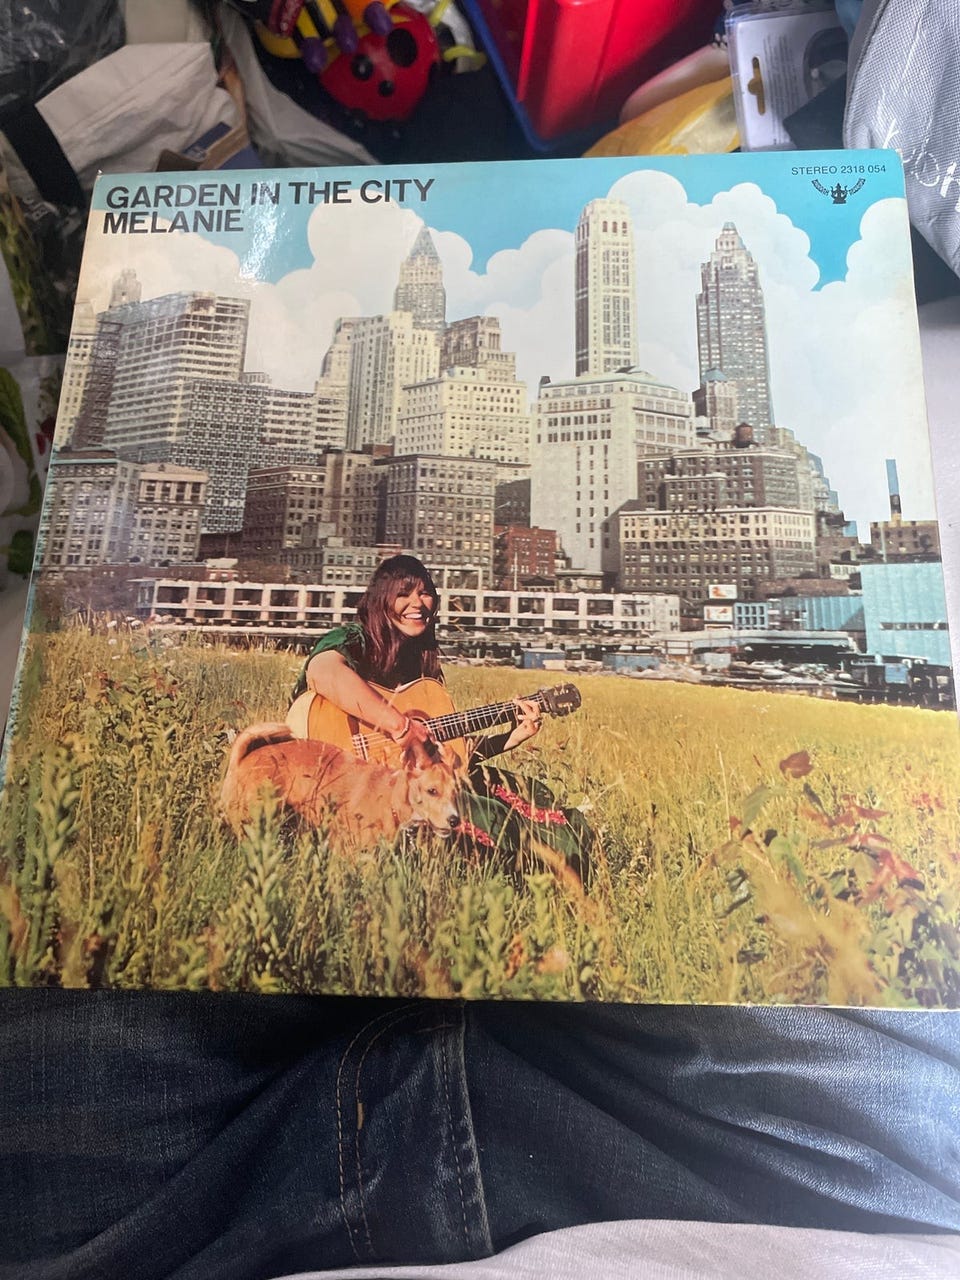 GARDEN IN THE CITY
MELANIE
STEREO 2318 054